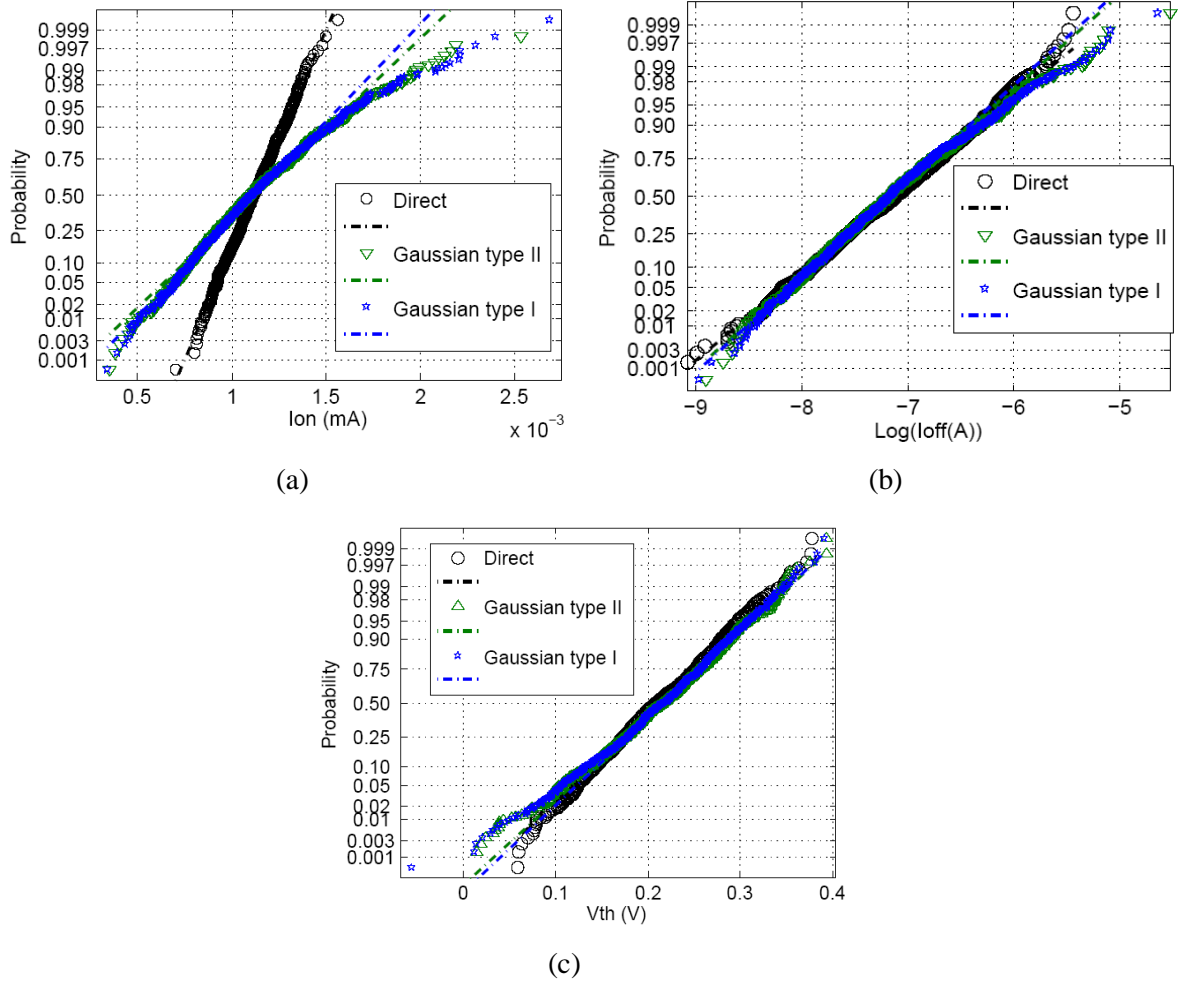 0.999
0.997
0.99
0.98
0.95
0.90
0.75
0.50
0.25
0.10
0.05
0.02
0.01
0.003
0.001
Probability
Direct
Gaussian type II
Gaussian type I
0.5 1 1.5 2 2.5
Ion (mA)
x 10⁻³
(a)
0.999
0.997
0.99
0.98
0.95
0.90
0.75
0.50
0.25
0.10
0.05
0.02
0.01
0.003
0.001
Probability
Direct
Gaussian type II
Gaussian type I
−9 −8 −7 −6 −5
Log(Ioff(A))
(b)
0.999
0.997
0.99
0.98
0.95
0.90
0.75
0.50
0.25
0.10
0.05
0.02
0.01
0.003
0.001
Probability
Direct
Gaussian type II
Gaussian type I
0 0.1 0.2 0.3 0.4
Vth (V)
(c)